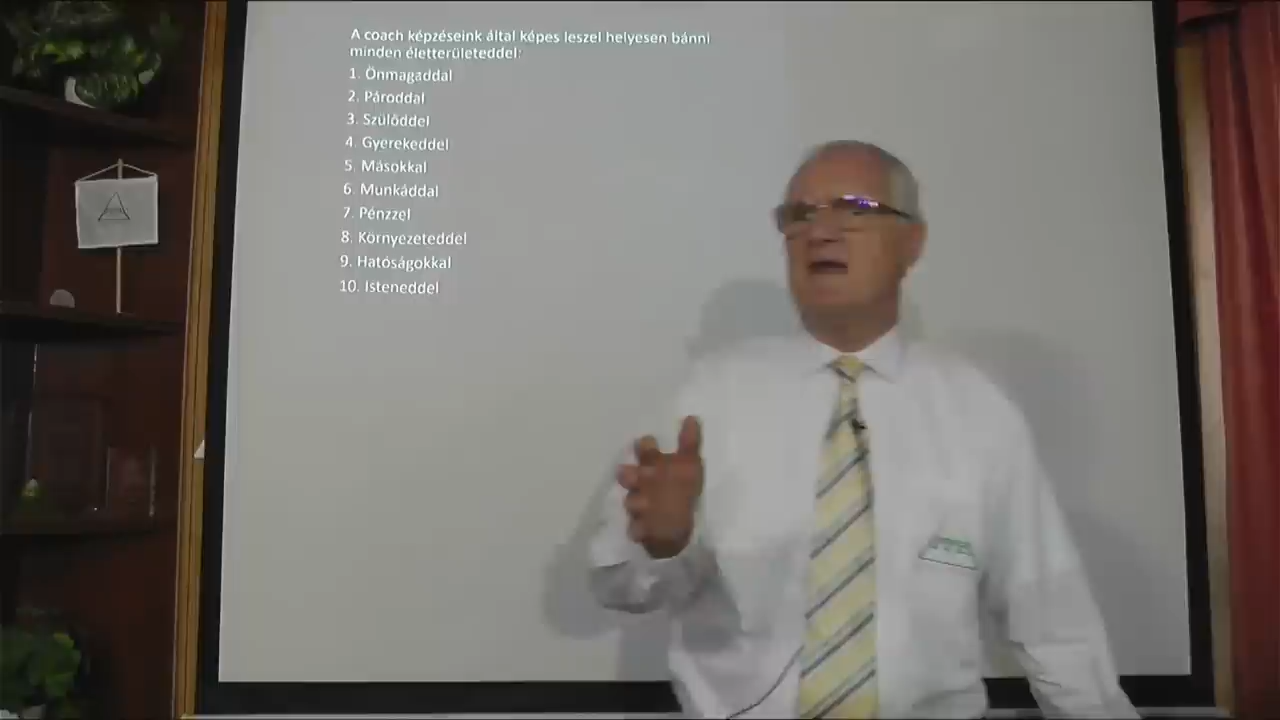 A coach képzéseink által képes leszel helyesen bánni
minden életterületeddel:
1. Önmagaddal
2. Pároddal
3. Szülőddel
4. Gyerekeddel
5. Másokkal
6. Munkáddal
7. Pénzzel
8. Környezeteddel
9. Hatóságokkal
10. Isteneddel